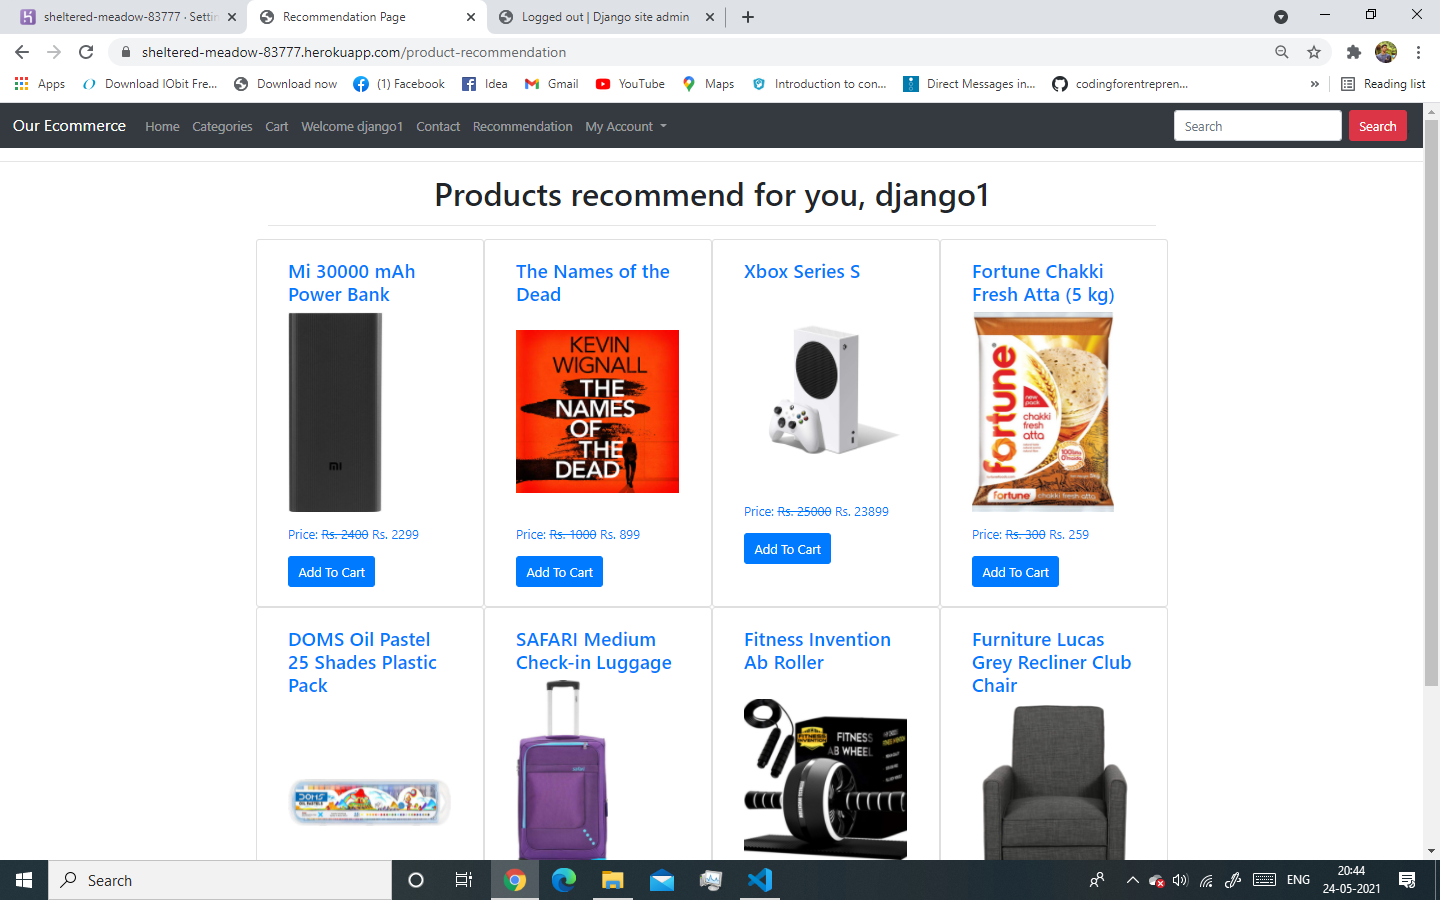 sheltered-meadow-83777 · Settin
Recommendation Page
Logged out | Django site admin
sheltered-meadow-83777.herokuapp.com/product-recommendation
Apps
Download IObit Fre...
Download now
(1) Facebook
Idea
Gmail
YouTube
Maps
Introduction to con...
Direct Messages in...
codingforentrepren...
»
Reading list
Our Ecommerce
Home
Categories
Cart
Welcome django1
Contact
Recommendation
My Account
Search
Search
Products recommend for you, django1
Mi 30000 mAh
Power Bank
Price: Rs. 2400 Rs. 2299
Add To Cart
The Names of the
Dead
KEVIN
WIGNALL
THE
NAMES
OF
THE
DEAD
Price: Rs. 1000 Rs. 899
Add To Cart
Xbox Series S
Price: Rs. 25000 Rs. 23899
Add To Cart
Fortune Chakki
Fresh Atta (5 kg)
fortune
new
pack
chakki
fresh
atta
fortune
chakki fresh atta
Price: Rs. 300 Rs. 259
Add To Cart
DOMS Oil Pastel
25 Shades Plastic
Pack
DOMS
SAFARI Medium
Check-in Luggage
Fitness Invention
Ab Roller
FITNESS
INVENTION
FITNESS
AB WHEEL
Furniture Lucas
Grey Recliner Club
Chair
Search
ENG
20:44
24-05-2021